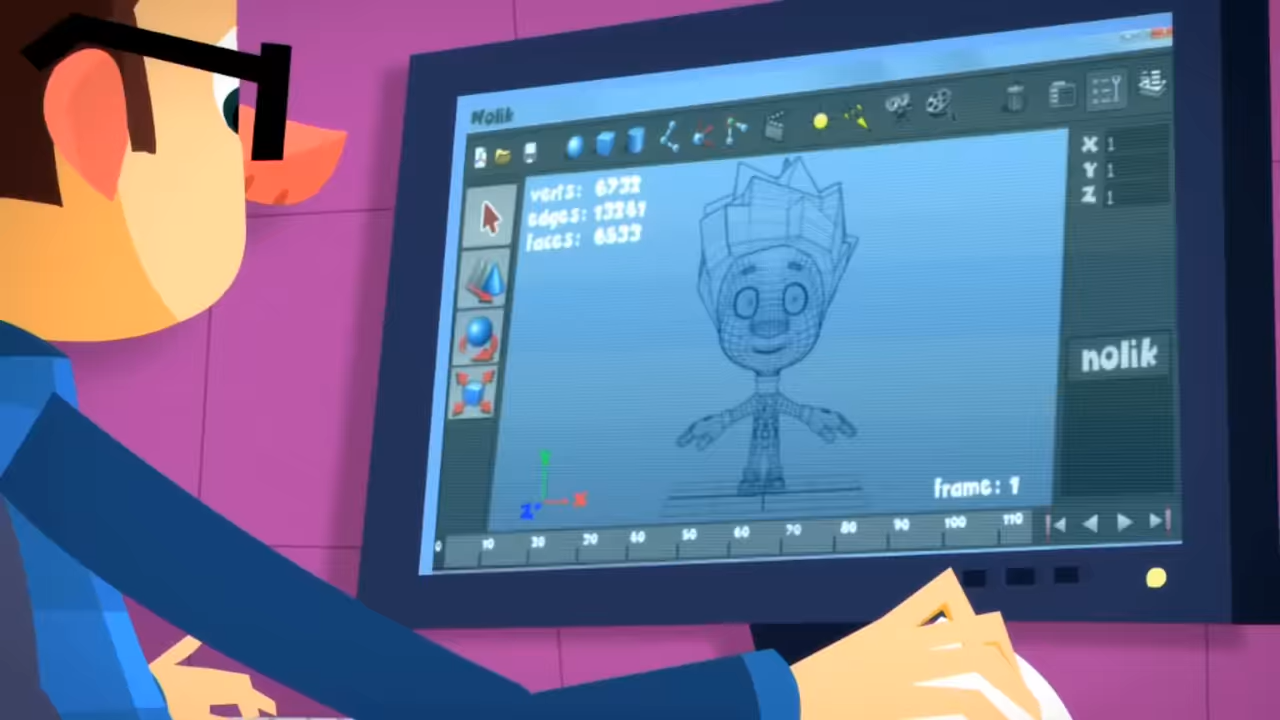 Nolik
verts: 6732
edges: 13261
faces: 6533
X 1
Y 1
Z 1
nolik
Z X
frame: 1
0 10 20 30 40 50 60 70 80 90 100 110